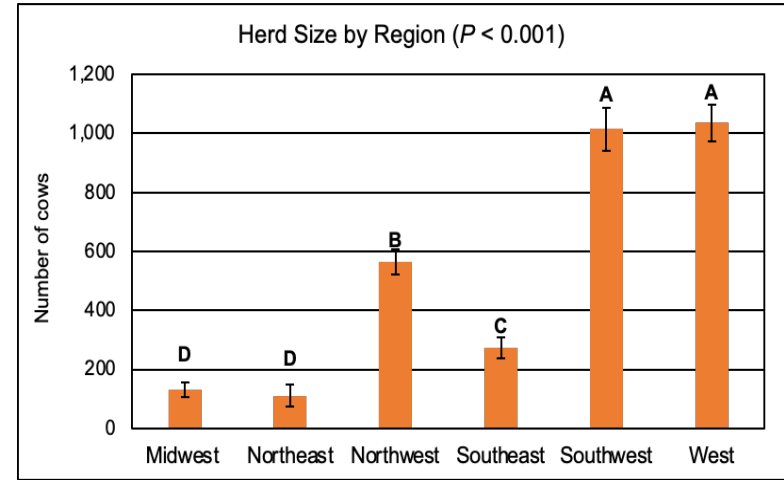 Herd Size by Region (P < 0.001)
1,200
1,000
800
600
400
200
0
Number of cows
D
D
B
C
A
A
Midwest Northeast Northwest Southeast Southwest West